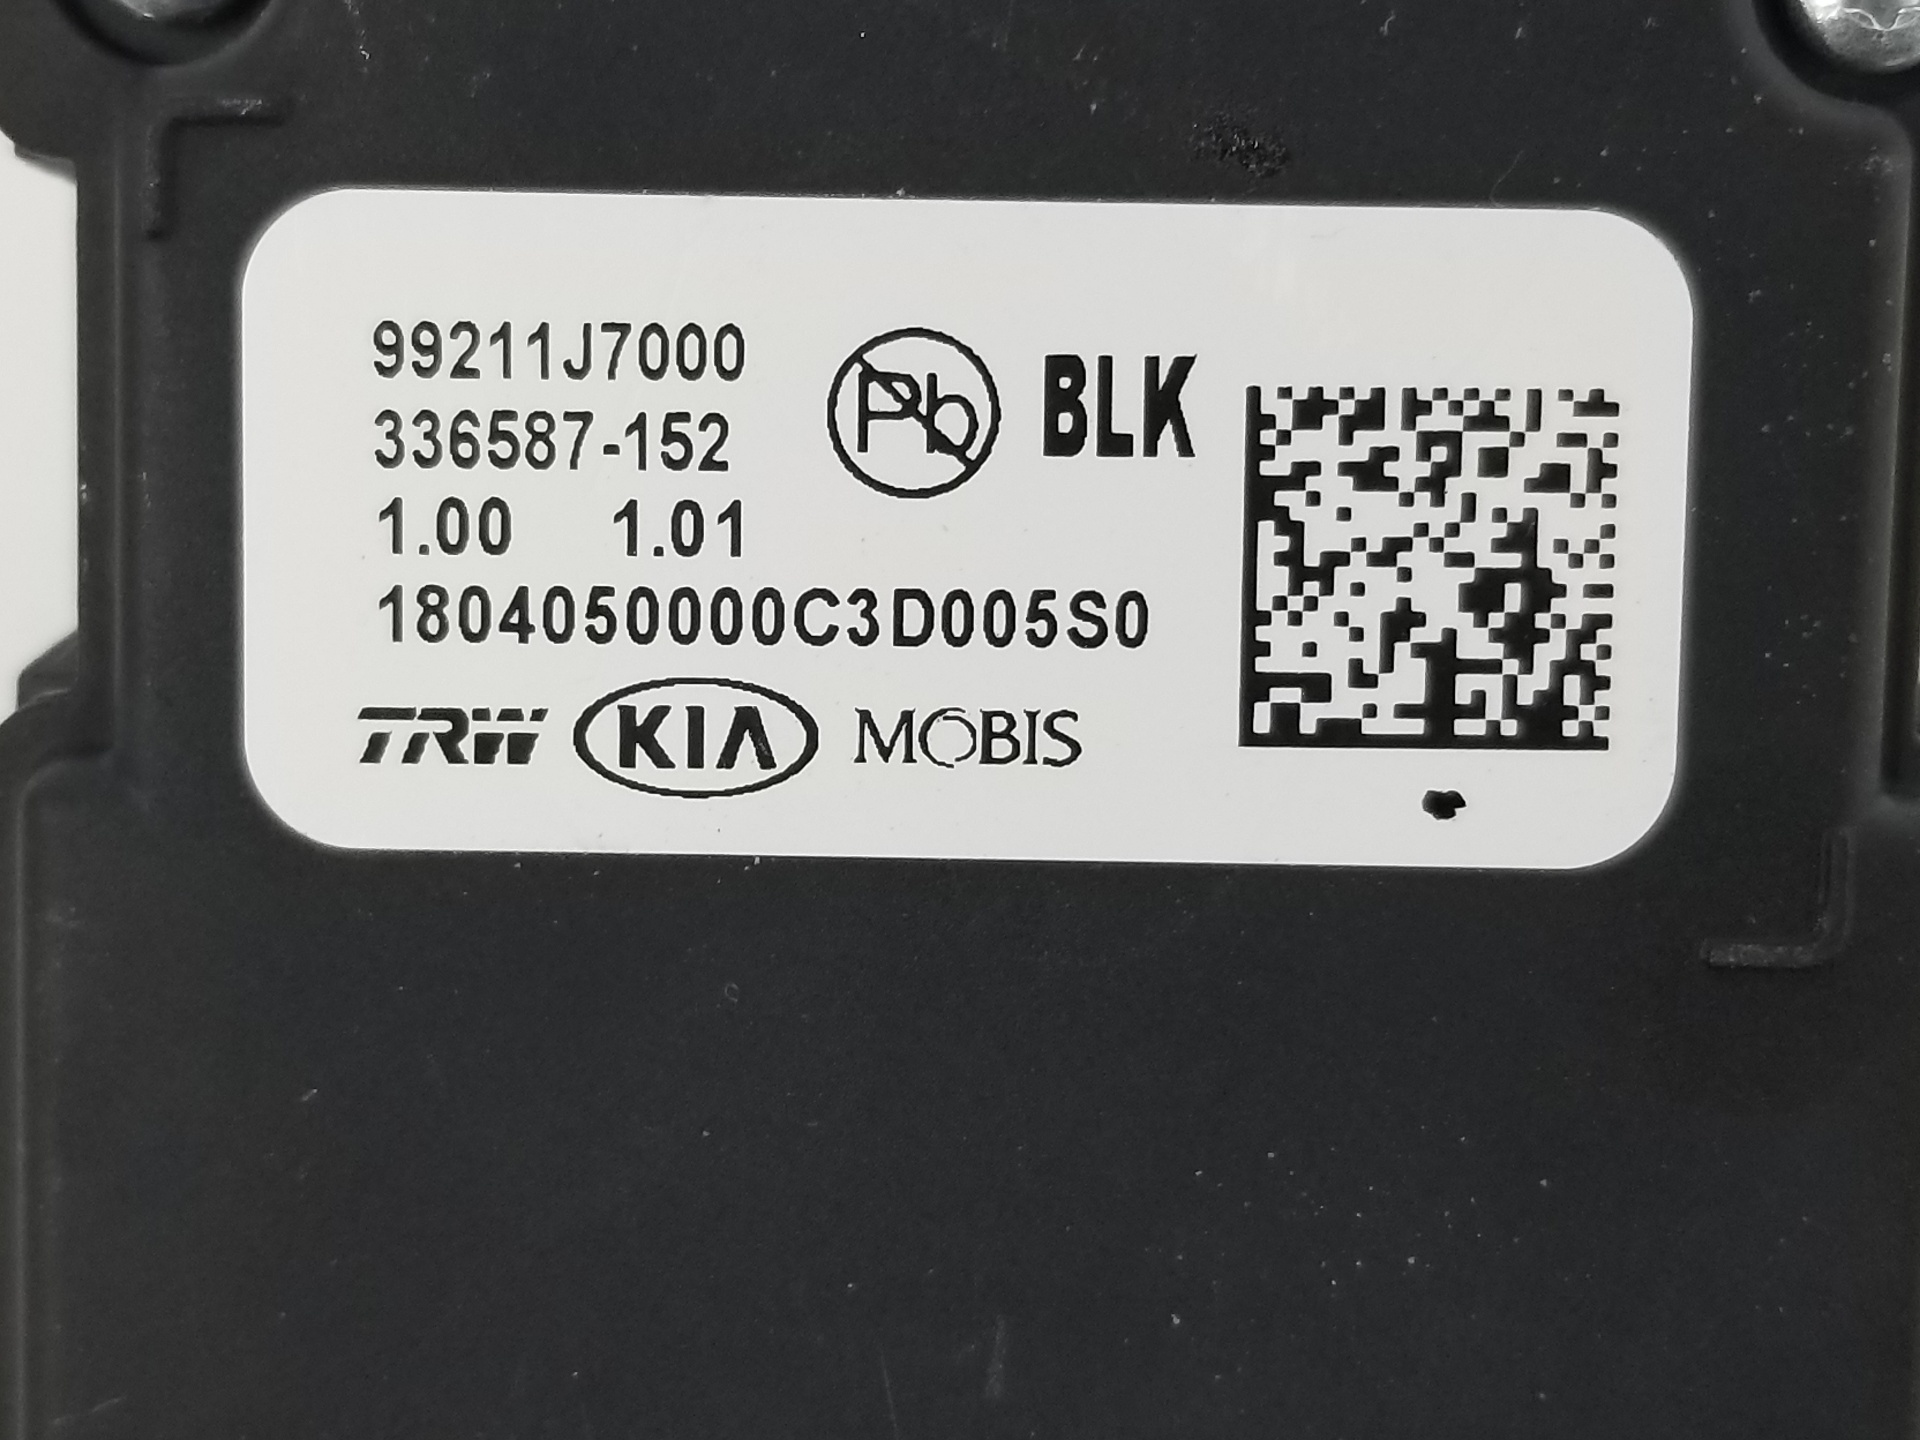 99211J7000
336587-152
Pb BLK
1.00 1.01
1804050000C3D005S0
TRW KIA MOBIS